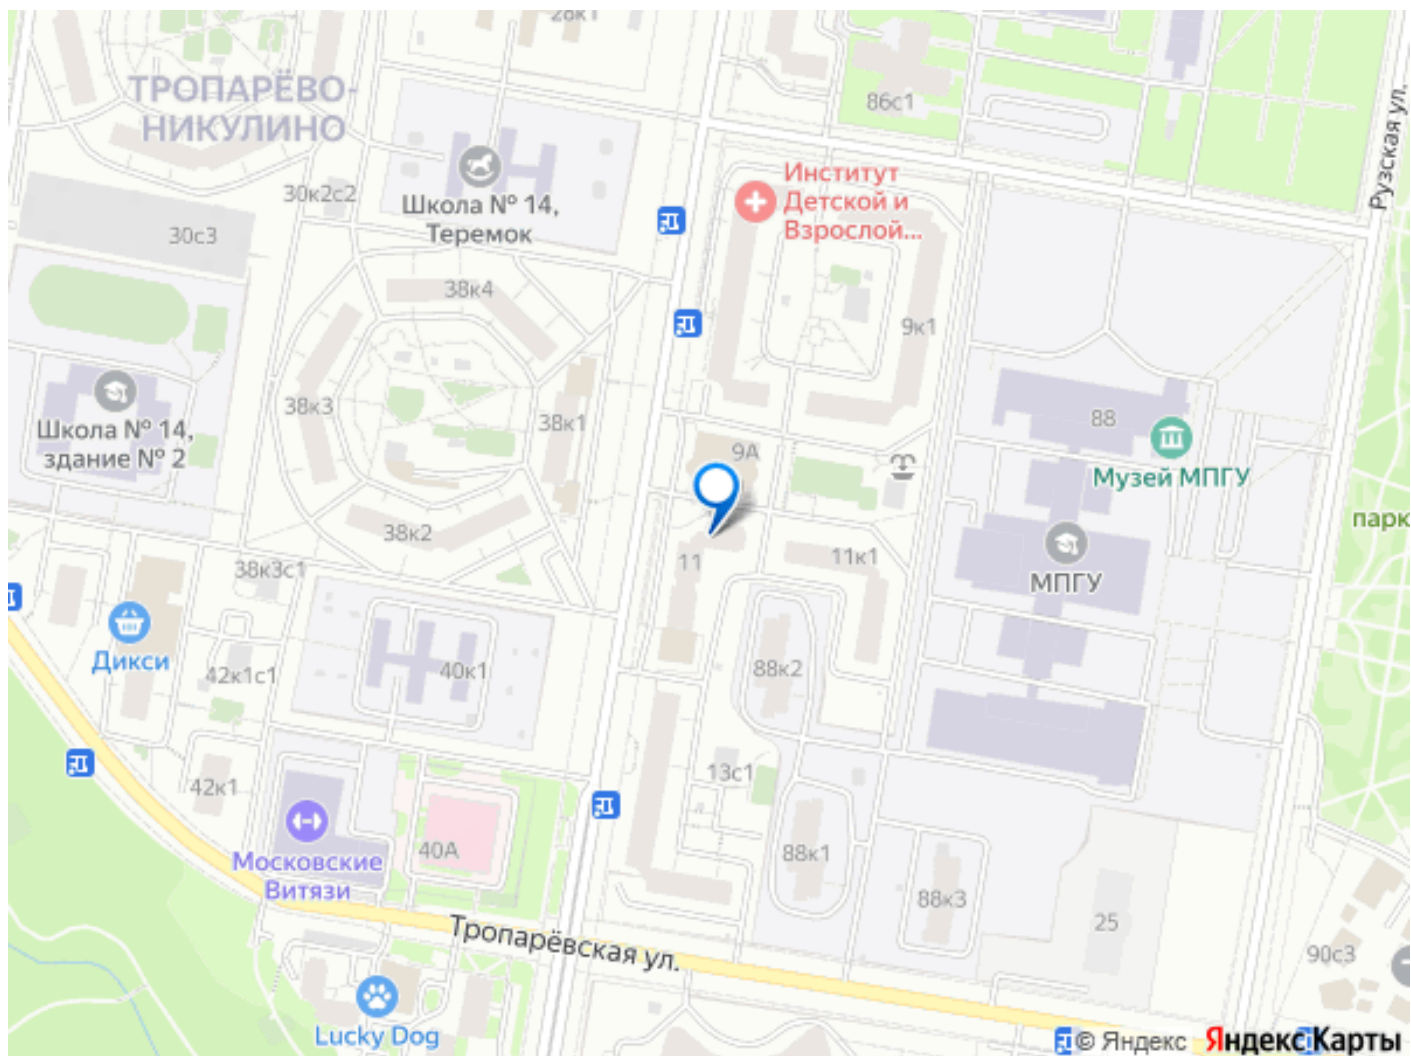 28к1
ТРОПАРЁВО-
НИКУЛИНО
86с1
Рузская ул.
Институт
Детской и
Взрослой...
30к2с2
Школа № 14,
Теремок
30с3
38к4
9к1
38к3
38к1
88
Школа № 14,
здание № 2
9А
Музей МПГУ
38к2
парк
11
11к1
МПГУ
38к3с1
Дикси
42к1с1
40к1
88к2
42к1
13с1
Московские
Витязи
40А
88к1
88к3
25
Тропарёвская ул.
90с3
Lucky Dog
© Яндекс Яндекс Карты